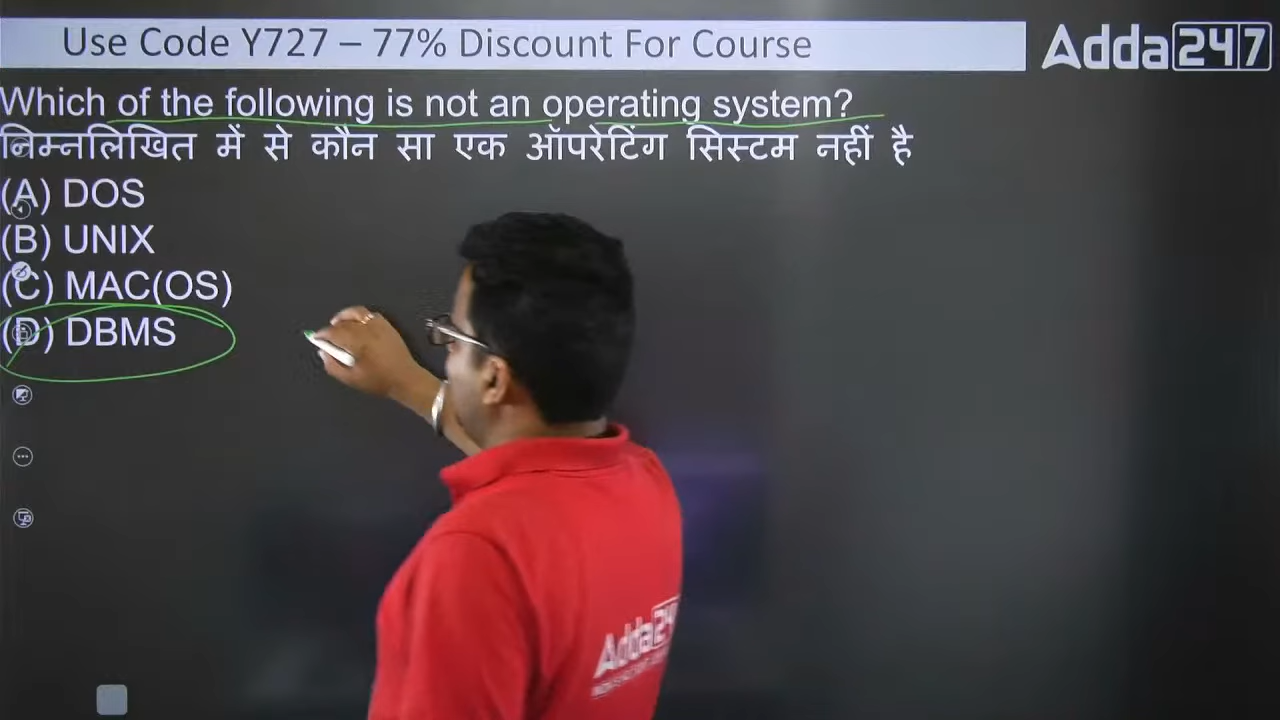 Use Code Y727 – 77% Discount For Course
Adda247
Which of the following is not an operating system?
निम्नलिखित में से कौन सा एक ऑपरेटिंग सिस्टम नहीं है
(A) DOS
(B) UNIX
(C) MAC(OS)
(D) DBMS
Adda24